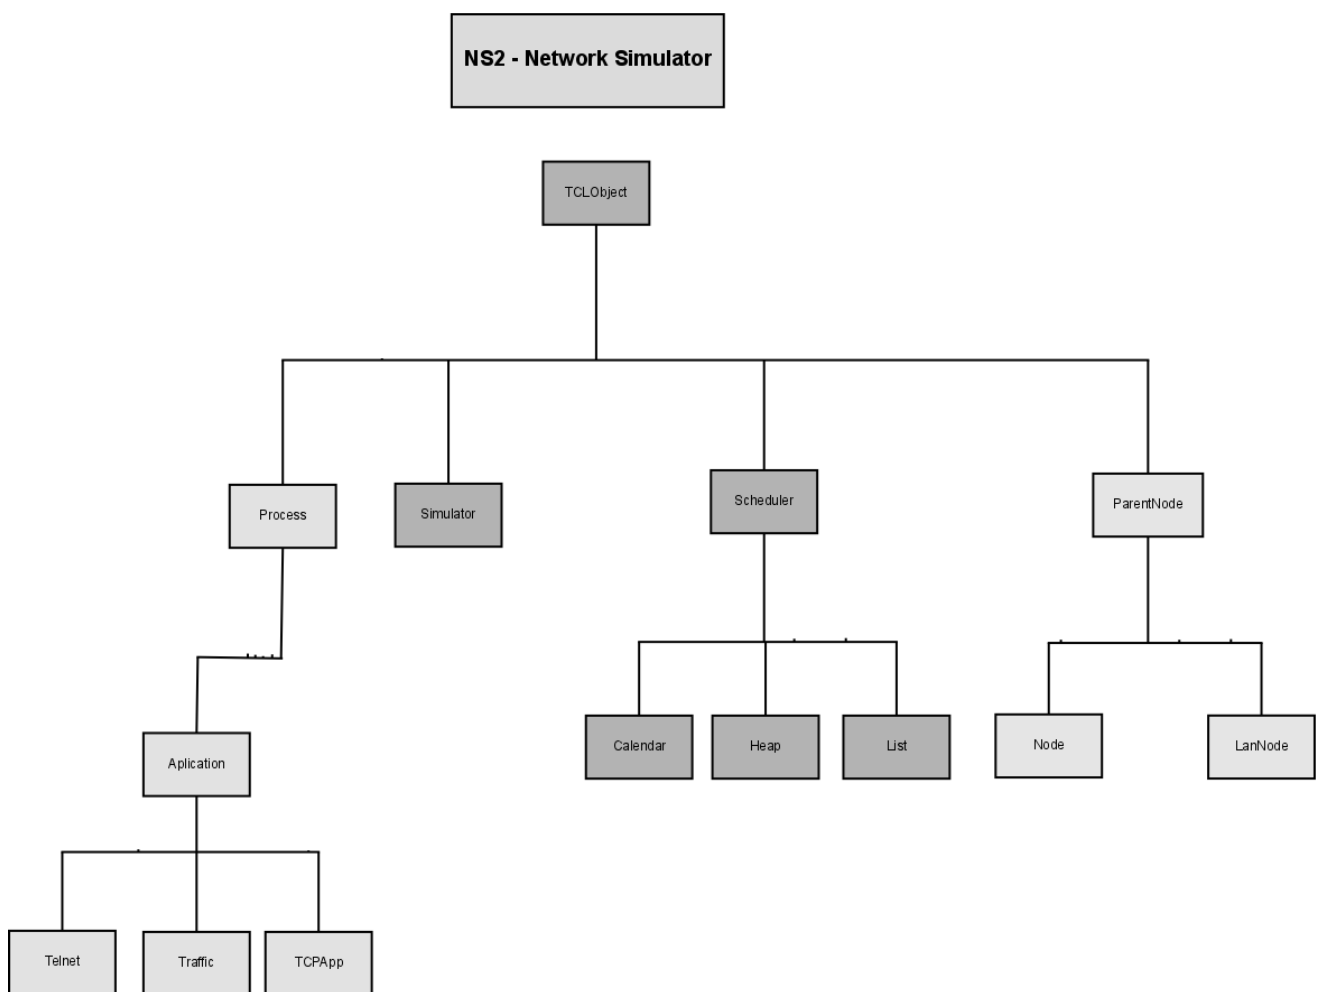 NS2 - Network Simulator
TCLObject
Process
Simulator
Scheduler
ParentNode
Calendar
Heap
List
Node
LanNode
Aplication
Telnet
Traffic
TCPApp